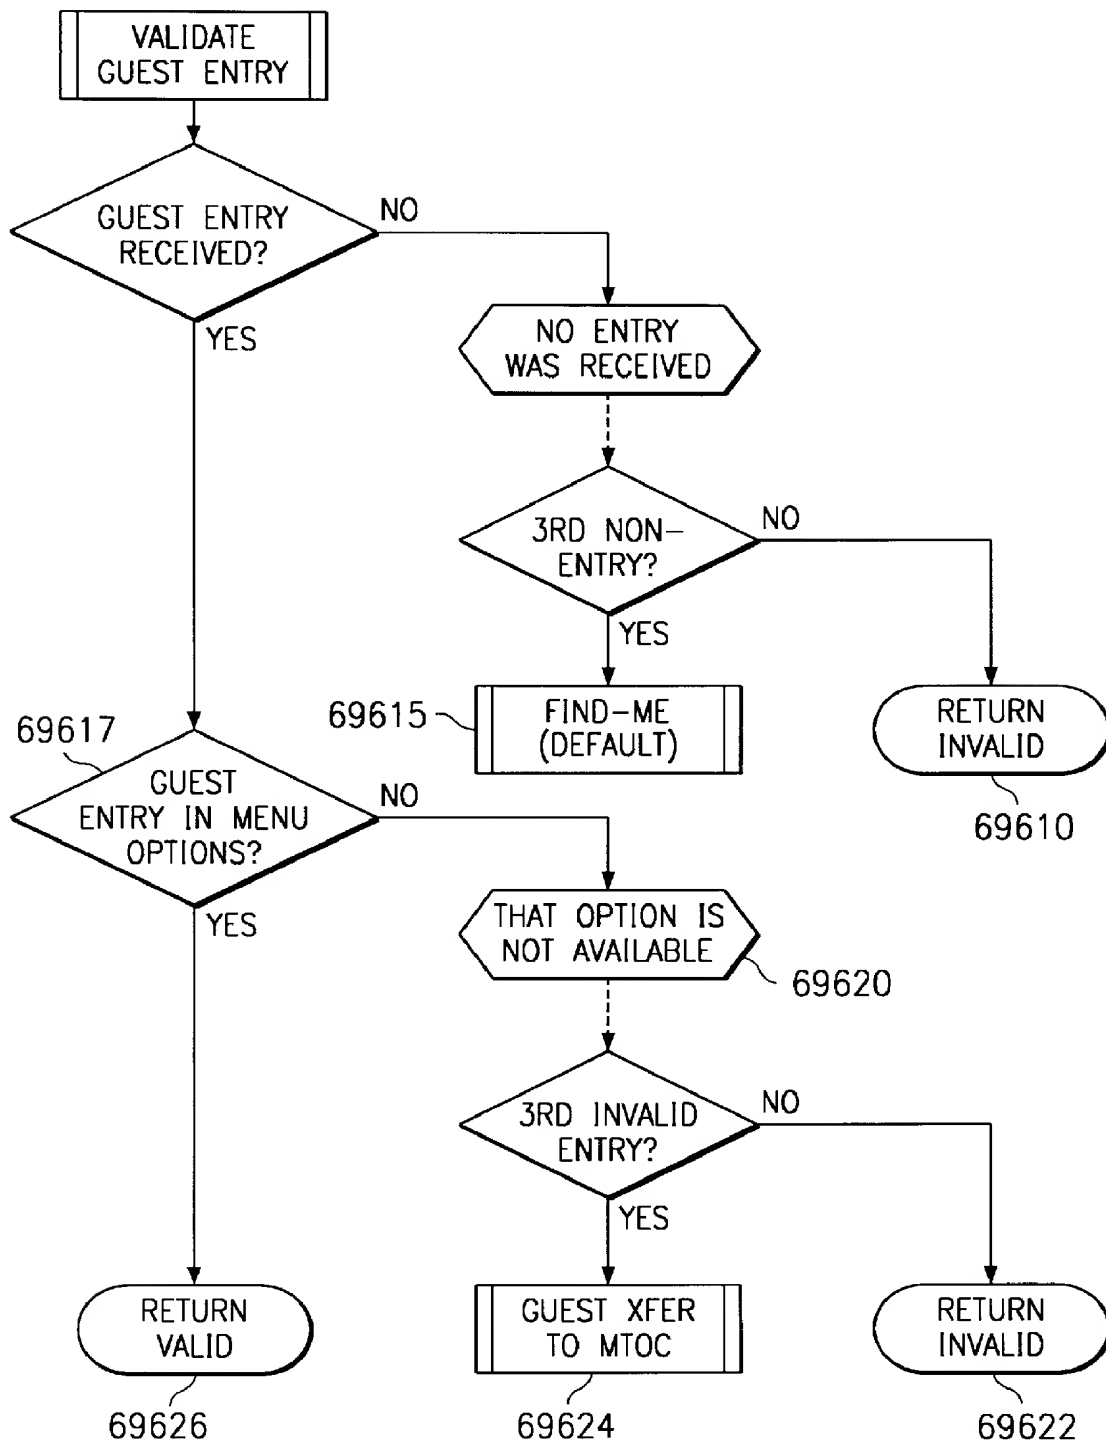 VALIDATE
GUEST ENTRY
GUEST ENTRY
RECEIVED?
NO
YES
NO ENTRY
WAS RECEIVED
3RD NON-
ENTRY?
NO
YES
69615
FIND-ME
(DEFAULT)
RETURN
INVALID
69610
69617
GUEST
ENTRY IN MENU
OPTIONS?
NO
YES
THAT OPTION IS
NOT AVAILABLE
69620
3RD INVALID
ENTRY?
NO
YES
RETURN
VALID
69626
GUEST XFER
TO MTOC
69624
RETURN
INVALID
69622